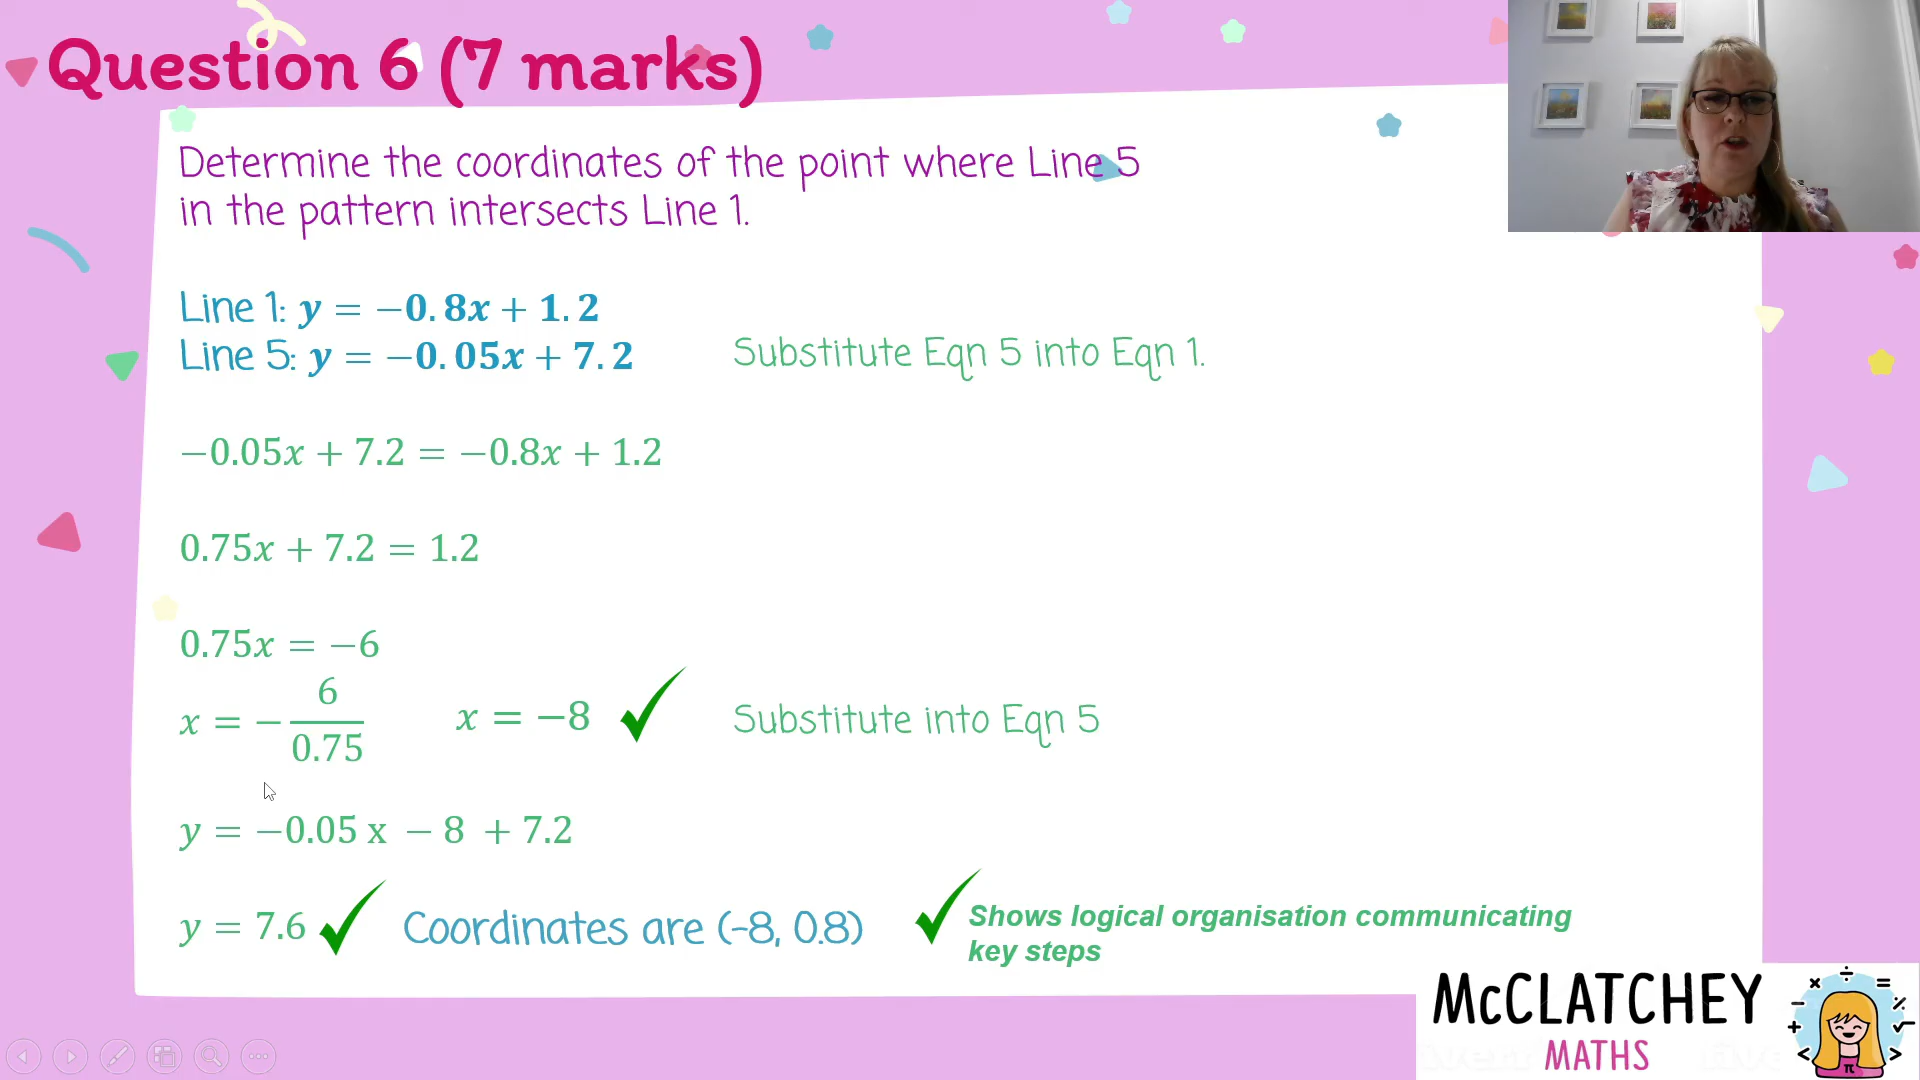 Question 6 (7 marks)
Determine the coordinates of the point where Line 5
in the pattern intersects Line 1.
Line 1: y = −0.8x + 1.2
Line 5: y = −0.05x + 7.2
Substitute Eqn 5 into Eqn 1.
−0.05x + 7.2 = −0.8x + 1.2
0.75x + 7.2 = 1.2
0.75x = −6
x = − 6/0.75
x = −8
Substitute into Eqn 5
y = −0.05 x − 8 + 7.2
y = 7.6
Coordinates are (-8, 0.8)
Shows logical organisation communicating
key steps
McCLATCHEY
MATHS